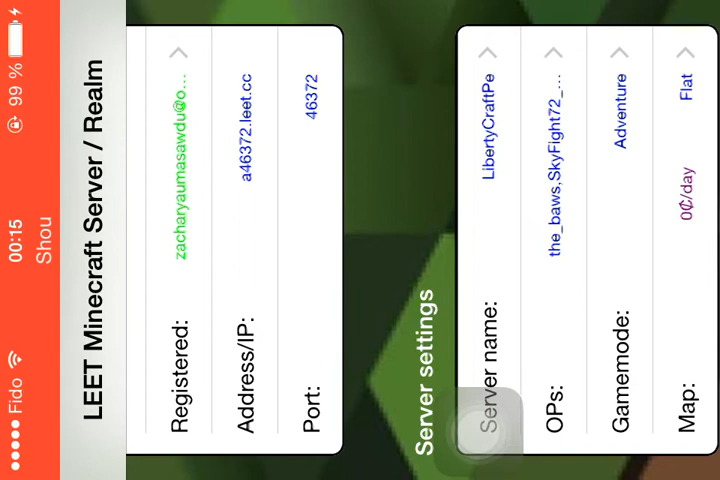 Fido 00:15 99 %
Shou
LEET Minecraft Server / Realm
Registered: zacharyaumasawdu@o...
Address/IP: a46372.leet.cc
Port: 46372
Server settings
Server name: LibertyCraftPe
OPs: the_baws,SkyFight72_...
Gamemode: Adventure
Map: 0₵/day Flat